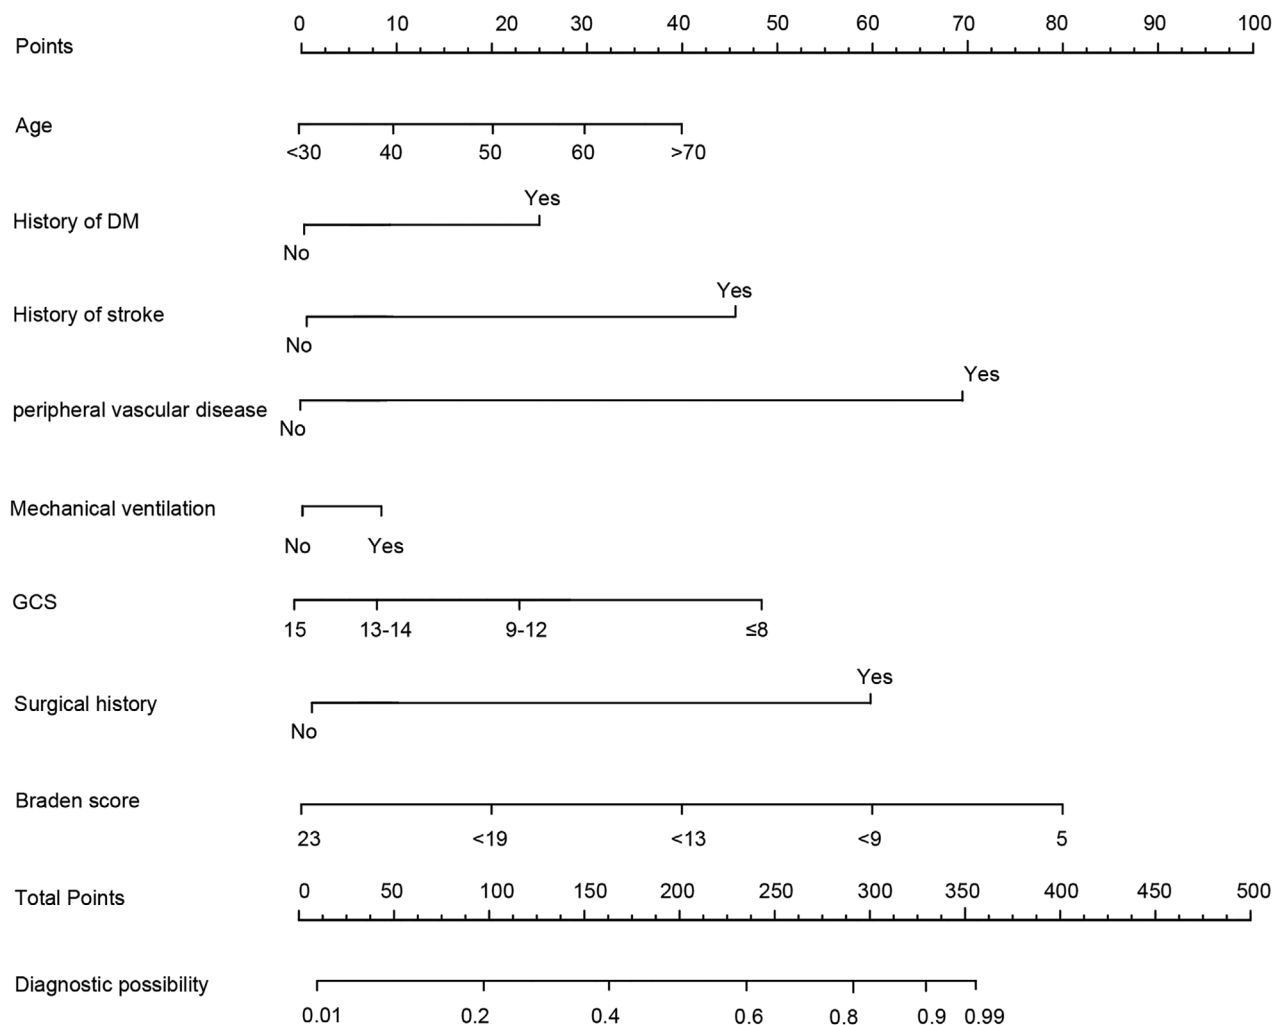 0 10 20 30 40 50 60 70 80 90 100
Points
Age
<30 40 50 60 >70
Yes
History of DM
No
Yes
History of stroke
No
Yes
peripheral vascular disease
No
Mechanical ventilation
No Yes
GCS
15 13-14 9-12 ≤8
Yes
Surgical history
No
Braden score
23 <19 <13 <9 5
0 50 100 150 200 250 300 350 400 450 500
Total Points
Diagnostic possibility
0.01 0.2 0.4 0.6 0.8 0.9 0.99